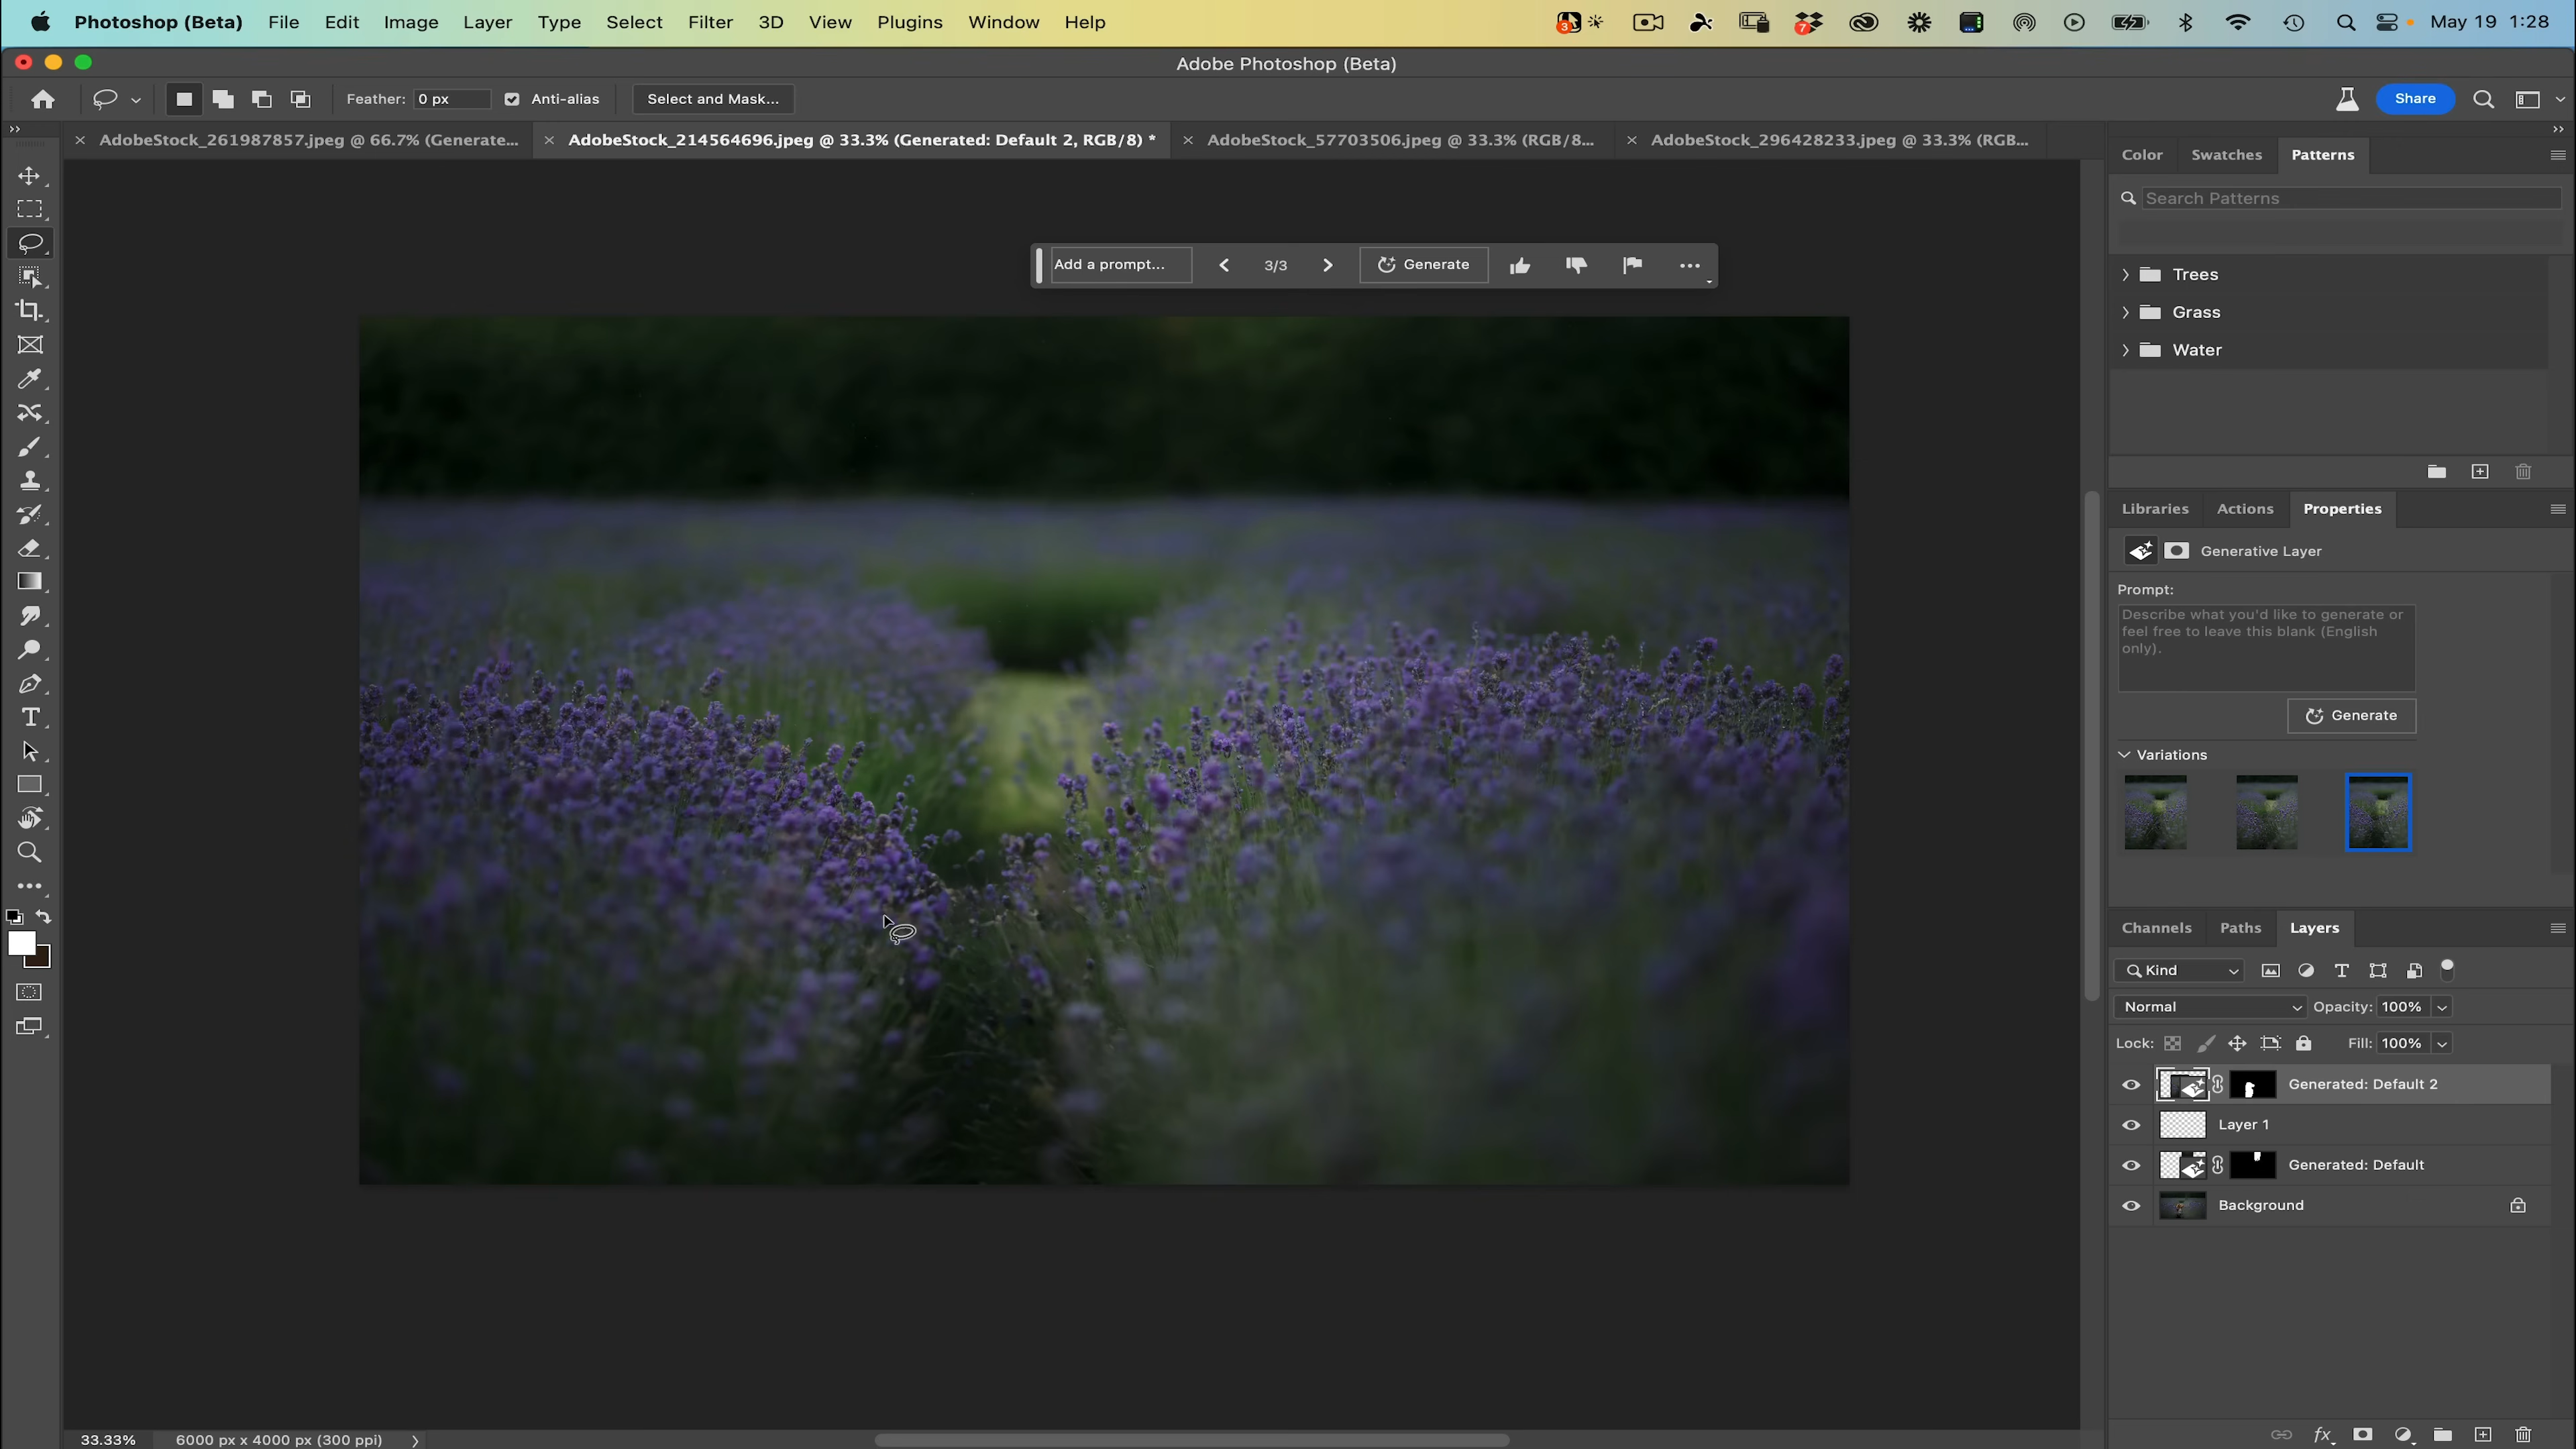 Photoshop (Beta) File Edit Image Layer Type Select Filter 3D View Plugins Window Help
3 7 May 19 1:28
Adobe Photoshop (Beta)
Feather: 0 px Anti-alias Select and Mask... Share
AdobeStock_261987857.jpeg @ 66.7% (Generate... AdobeStock_214564696.jpeg @ 33.3% (Generated: Default 2, RGB/8) * AdobeStock_57703506.jpeg @ 33.3% (RGB/8... AdobeStock_296428233.jpeg @ 33.3% (RGB...
Color Swatches Patterns
Search Patterns
Add a prompt... 3/3 Generate
Trees
Grass
Water
Libraries Actions Properties
Generative Layer
Prompt:
Describe what you'd like to generate or
feel free to leave this blank (English
only).
Generate
Variations
Channels Paths Layers
Kind
Normal Opacity: 100%
Lock: Fill: 100%
Generated: Default 2
Layer 1
Generated: Default
Background
33.33% 6000 px x 4000 px (300 ppi)
fx